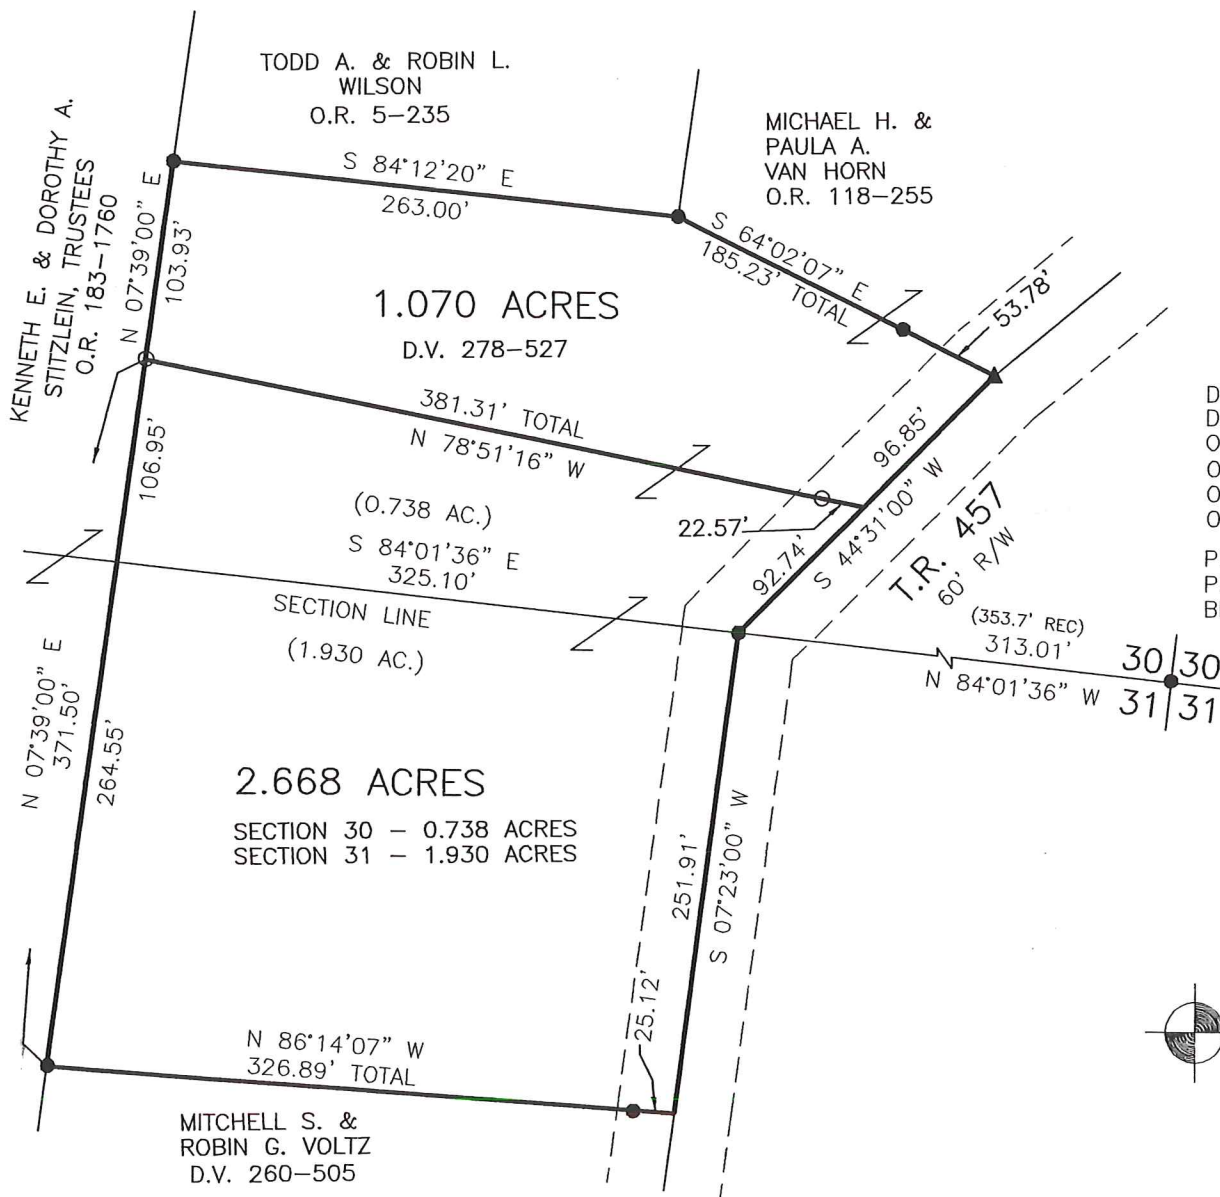 TODD A. & ROBIN L.
WILSON
O.R. 5–235
MICHAEL H. &
PAULA A.
VAN HORN
O.R. 118–255
KENNETH E. & DOROTHY A.
STITZLEIN, TRUSTEES
O.R. 183–1760
N 07°39'00" E
103.93'
S 84°12'20" E
263.00'
S 64°02'07" E
185.23' TOTAL
53.78'
1.070 ACRES
D.V. 278–527
381.31' TOTAL
N 78°51'16" W
96.85'
106.95'
(0.738 AC.)
22.57'
S 44°31'00" W
92.74'
T.R. 457
60' R/W
S 84°01'36" E
325.10'
SECTION LINE
(1.930 AC.)
(353.7' REC)
313.01'
N 84°01'36" W
30 30
31 31
N 07°39'00" E
371.50'
264.55'
2.668 ACRES
SECTION 30 – 0.738 ACRES
SECTION 31 – 1.930 ACRES
251.91'
S 07°23'00" W
25.12'
N 86°14'07" W
326.89' TOTAL
MITCHELL S. &
ROBIN G. VOLTZ
D.V. 260–505
D
D
O
O
O
O
P
P